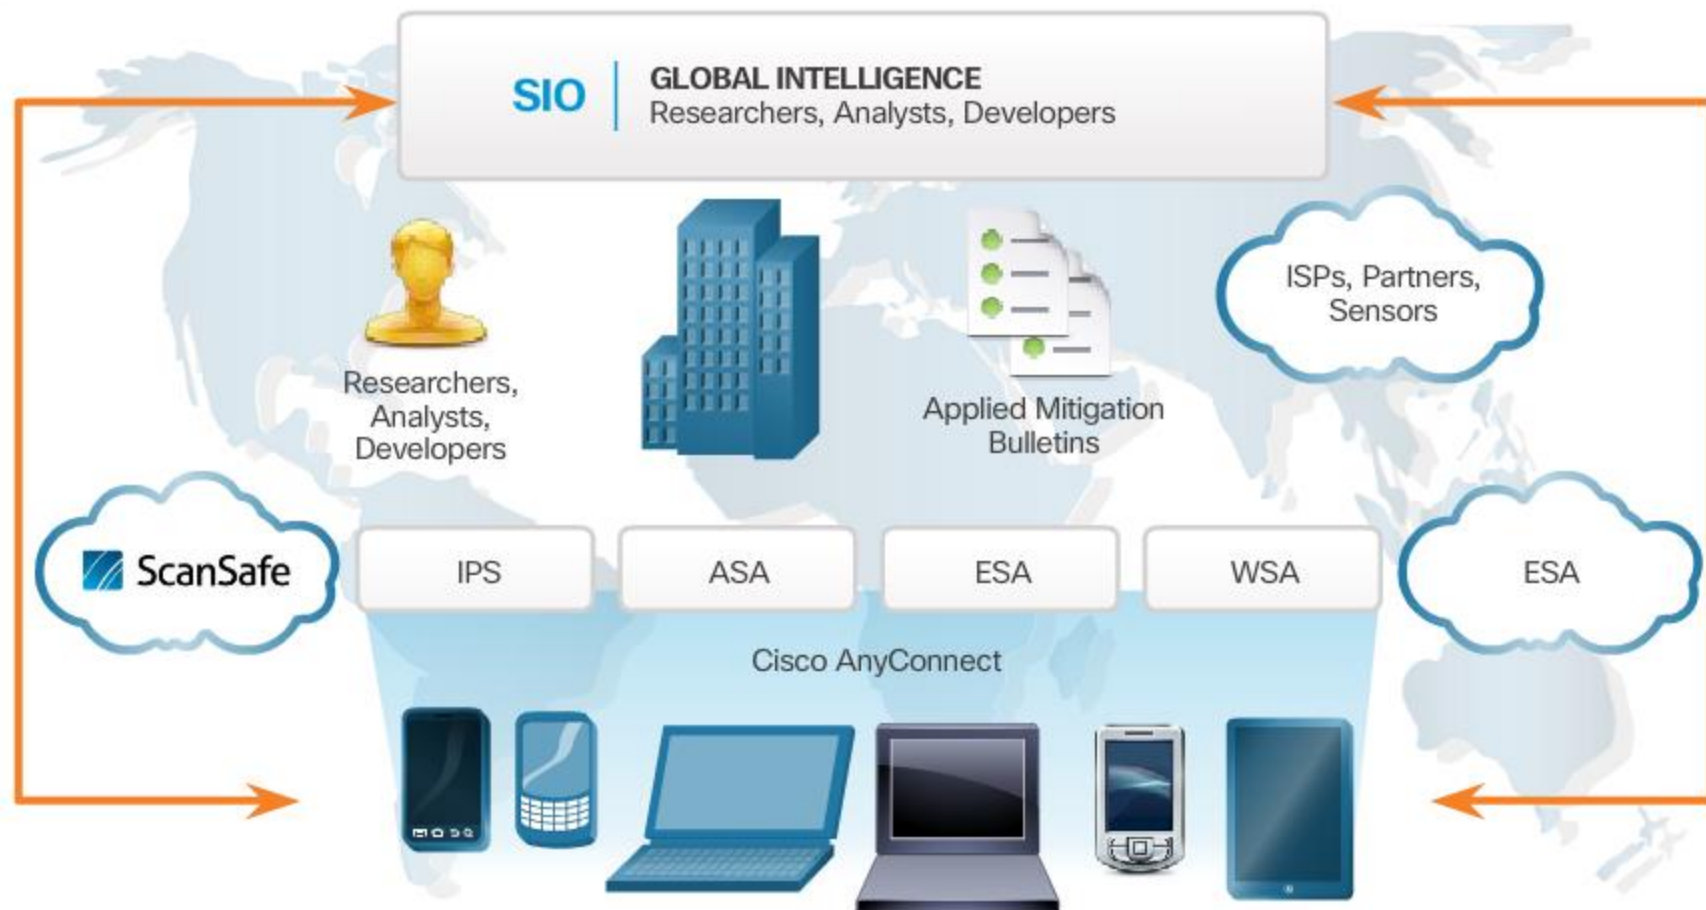 SIO
GLOBAL INTELLIGENCE
Researchers, Analysts, Developers
Researchers,
Analysts,
Developers
Applied Mitigation
Bulletins
ISPs, Partners,
Sensors
ScanSafe
IPS
ASA
ESA
WSA
ESA
Cisco AnyConnect